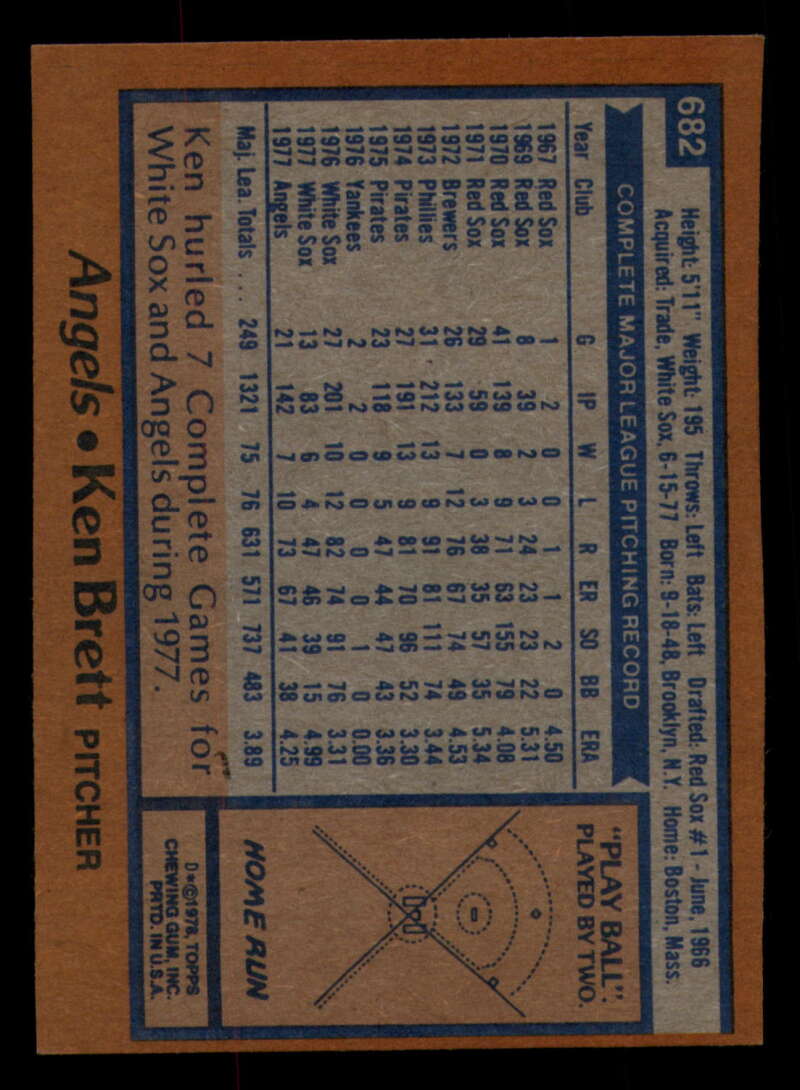 682
Height: 5'11" Weight: 195 Throws: Left Bats: Left Drafted: Red Sox #1 - June, 1966
Acquired: Trade, White Sox, 6-15-77 Born: 9-18-48, Brooklyn, N.Y. Home: Boston, Mass.
COMPLETE MAJOR LEAGUE PITCHING RECORD
Year Club G IP W L R ER SO BB ERA
1967 Red Sox 1 2 0 0 1 1 2 0 4.50
1969 Red Sox 8 39 2 3 24 23 23 22 5.31
1970 Red Sox 41 139 8 9 71 63 155 79 4.08
1971 Red Sox 29 59 0 3 38 35 57 35 5.34
1972 Brewers 26 133 7 12 76 67 74 49 4.53
1973 Phillies 31 212 13 9 91 81 111 74 3.44
1974 Pirates 27 191 13 9 81 70 96 52 3.30
1975 Pirates 23 118 9 5 47 44 47 43 3.36
1976 Yankees 2 2 0 0 0 0 1 0 0.00
1976 White Sox 27 201 10 12 82 74 91 76 3.31
1977 White Sox 13 83 6 4 47 46 39 15 4.99
1977 Angels 21 142 7 10 73 67 41 38 4.25
Maj. Lea. Totals ... 249 1321 75 76 631 571 737 483 3.89
Ken hurled 7 Complete Games for
White Sox and Angels during 1977.
"PLAY BALL":
PLAYED BY TWO.
HOME RUN
D*©1978, TOPPS
CHEWING GUM, INC.
PRTD. IN U.S.A.
Angels • Ken Brett PITCHER